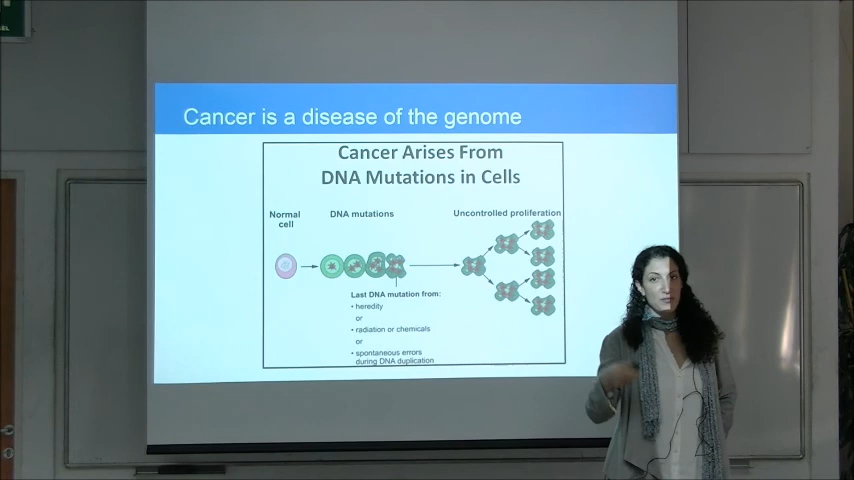 Cancer is a disease of the genome
Cancer Arises From
DNA Mutations in Cells
Normal
cell
DNA mutations
Uncontrolled proliferation
Last DNA mutation from:
• heredity
or
• radiation or chemicals
or
• spontaneous errors
during DNA duplication